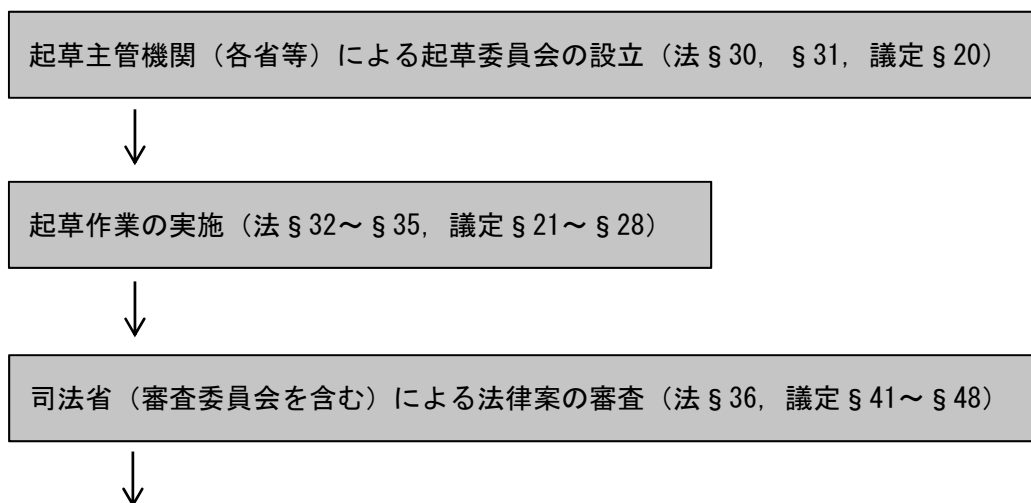 起草主管機関（各省等）による起草委員会の設立（法§30，§31，議定§20）
起草作業の実施（法§32～§35，議定§21～§28）
司法省（審査委員会を含む）による法律案の審査（法§36，議定§41～§48）